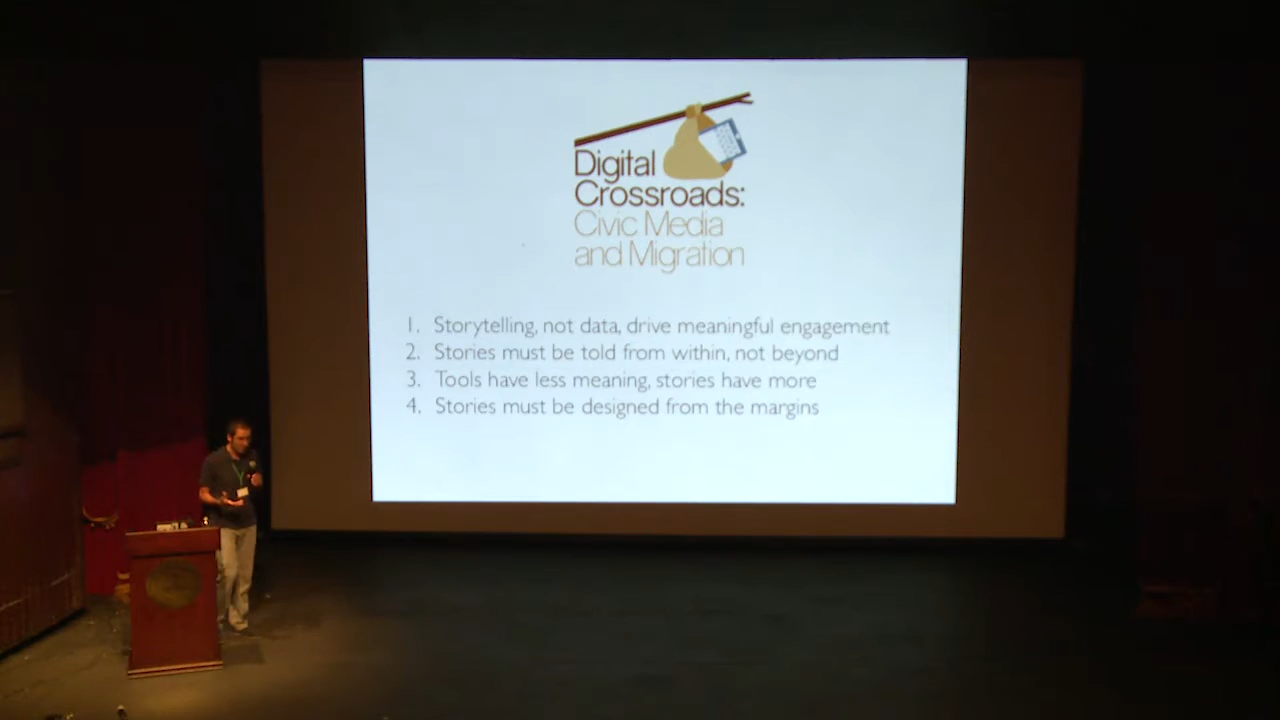 Digital
Crossroads:
Civic Media
and Migration
1. Storytelling, not data, drive meaningful engagement
2. Stories must be told from within, not beyond
3. Tools have less meaning, stories have more
4. Stories must be designed from the margins